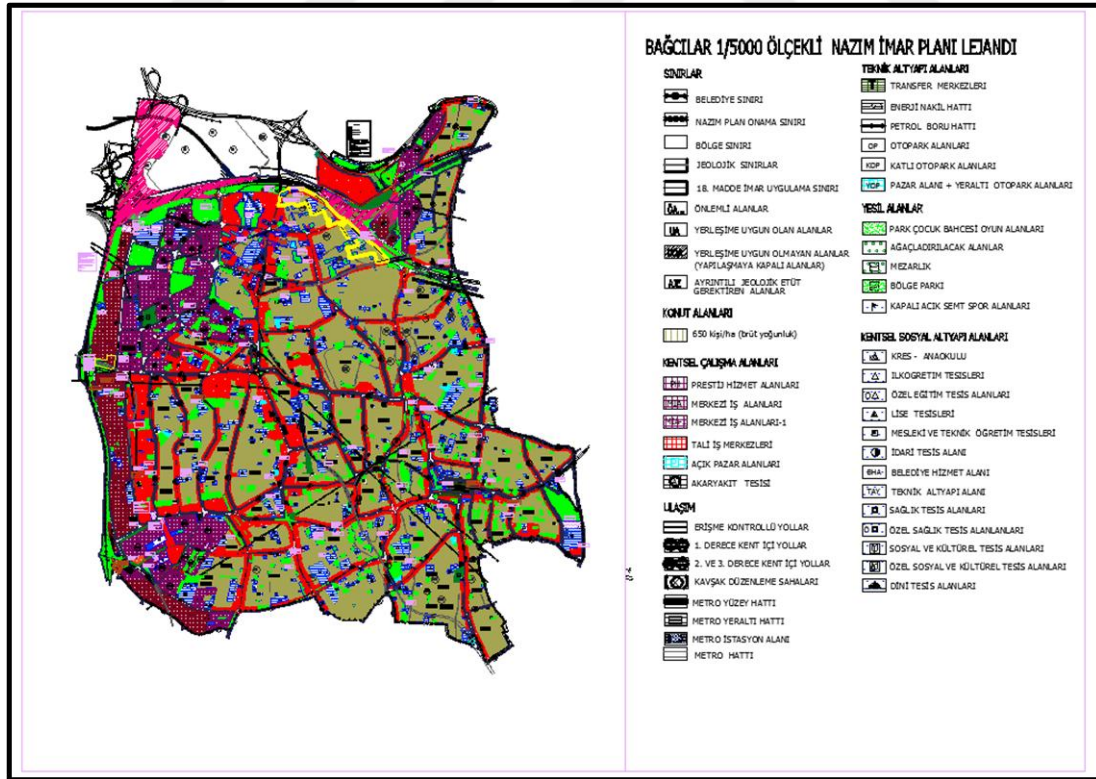 BAĞCILAR 1/5000 ÖLÇEKLİ NAZIM İMAR PLANI LEJANDI
SINIRLAR
BELEDİYE SINIRI
NAZIM PLAN ONAMA SINIRI
BÖLGE SINIRI
JEOLOJİK SINIRLAR
18. MADDE İMAR UYGULAMA SINIRI
ÖNLEMLİ ALANLAR
UA YERLEŞİME UYGUN OLAN ALANLAR
YERLEŞİME UYGUN OLMAYAN ALANLAR
(YAPILAŞMAYA KAPALI ALANLAR)
AYRINTILI JEOLOJİK ETÜT
GEREKTİREN ALANLAR
KONUT ALANLARI
650 kişi/ha (brüt yoğunluk)
KENTSEL ÇALIŞMA ALANLARI
PRESTİJ HİZMET ALANLARI
MERKEZİ İŞ ALANLARI
MERKEZİ İŞ ALANLARI-1
TALİ İŞ MERKEZLERİ
AÇIK PAZAR ALANLARI
AKARYAKIT TESİSİ
ULAŞIM
ERİŞME KONTROLLÜ YOLLAR
1. DERECE KENT İÇİ YOLLAR
2. VE 3. DERECE KENT İÇİ YOLLAR
KAVŞAK DÜZENLEME SAHALARI
METRO YÜZEY HATTI
METRO YERALTI HATTI
METRO İSTASYON ALANI
METRO HATTI
TEKNİK ALTYAPI ALANLARI
TRANSFER MERKEZLERİ
ENERJİ NAKİL HATTI
PETROL BORU HATTI
OP OTOPARK ALANLARI
KOP KATLI OTOPARK ALANLARI
YOP PAZAR ALANI + YERALTI OTOPARK ALANLARI
YEŞİL ALANLAR
PARK ÇOCUK BAHCESİ OYUN ALANLARI
AĞAÇLADIRILACAK ALANLAR
MEZARLIK
BÖLGE PARKI
KAPALI ACIK SEMT SPOR ALANLARI
KENTSEL SOSYAL ALTYAPI ALANLARI
KRES - ANAOKULU
ILKOGRETIM TESISLERI
ÖZEL EĞİTİM TESİS ALANLARI
LİSE TESİSLERİ
MESLEKİ VE TEKNİK ÖĞRETİM TESİSLERİ
İDARİ TESİS ALANI
BHA BELEDİYE HİZMET ALANI
TAY TEKNİK ALTYAPI ALANI
SAĞLIK TESİS ALANLARI
ÖZEL SAĞLIK TESİS ALANLANLARI
SOSYAL VE KÜLTÜREL TESİS ALANLARI
ÖZEL SOSYAL VE KÜLTÜREL TESİS ALANLARI
DİNİ TESİS ALANLARI